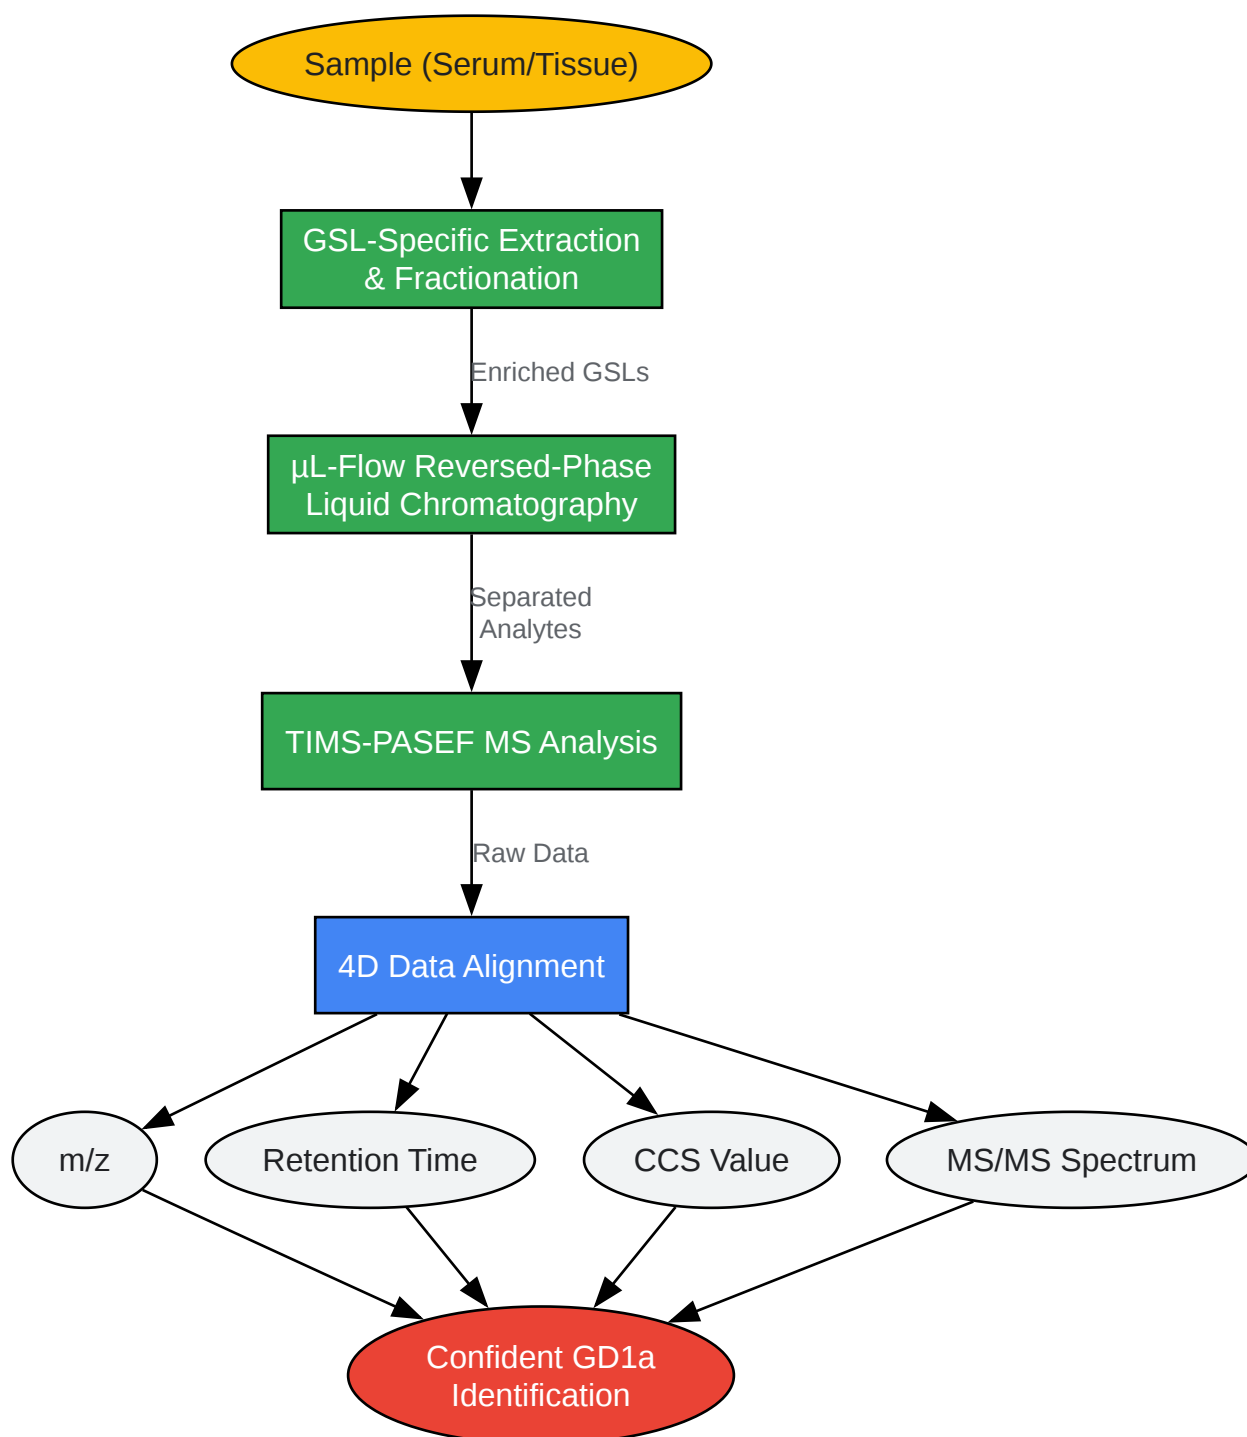 Sample (Serum/Tissue)
GSL-Specific Extraction
& Fractionation
Enriched GSLs
µL-Flow Reversed-Phase
Liquid Chromatography
Separated
Analytes
TIMS-PASEF MS Analysis
Raw Data
4D Data Alignment
m/z
Retention Time
CCS Value
MS/MS Spectrum
Confident GD1a
Identification